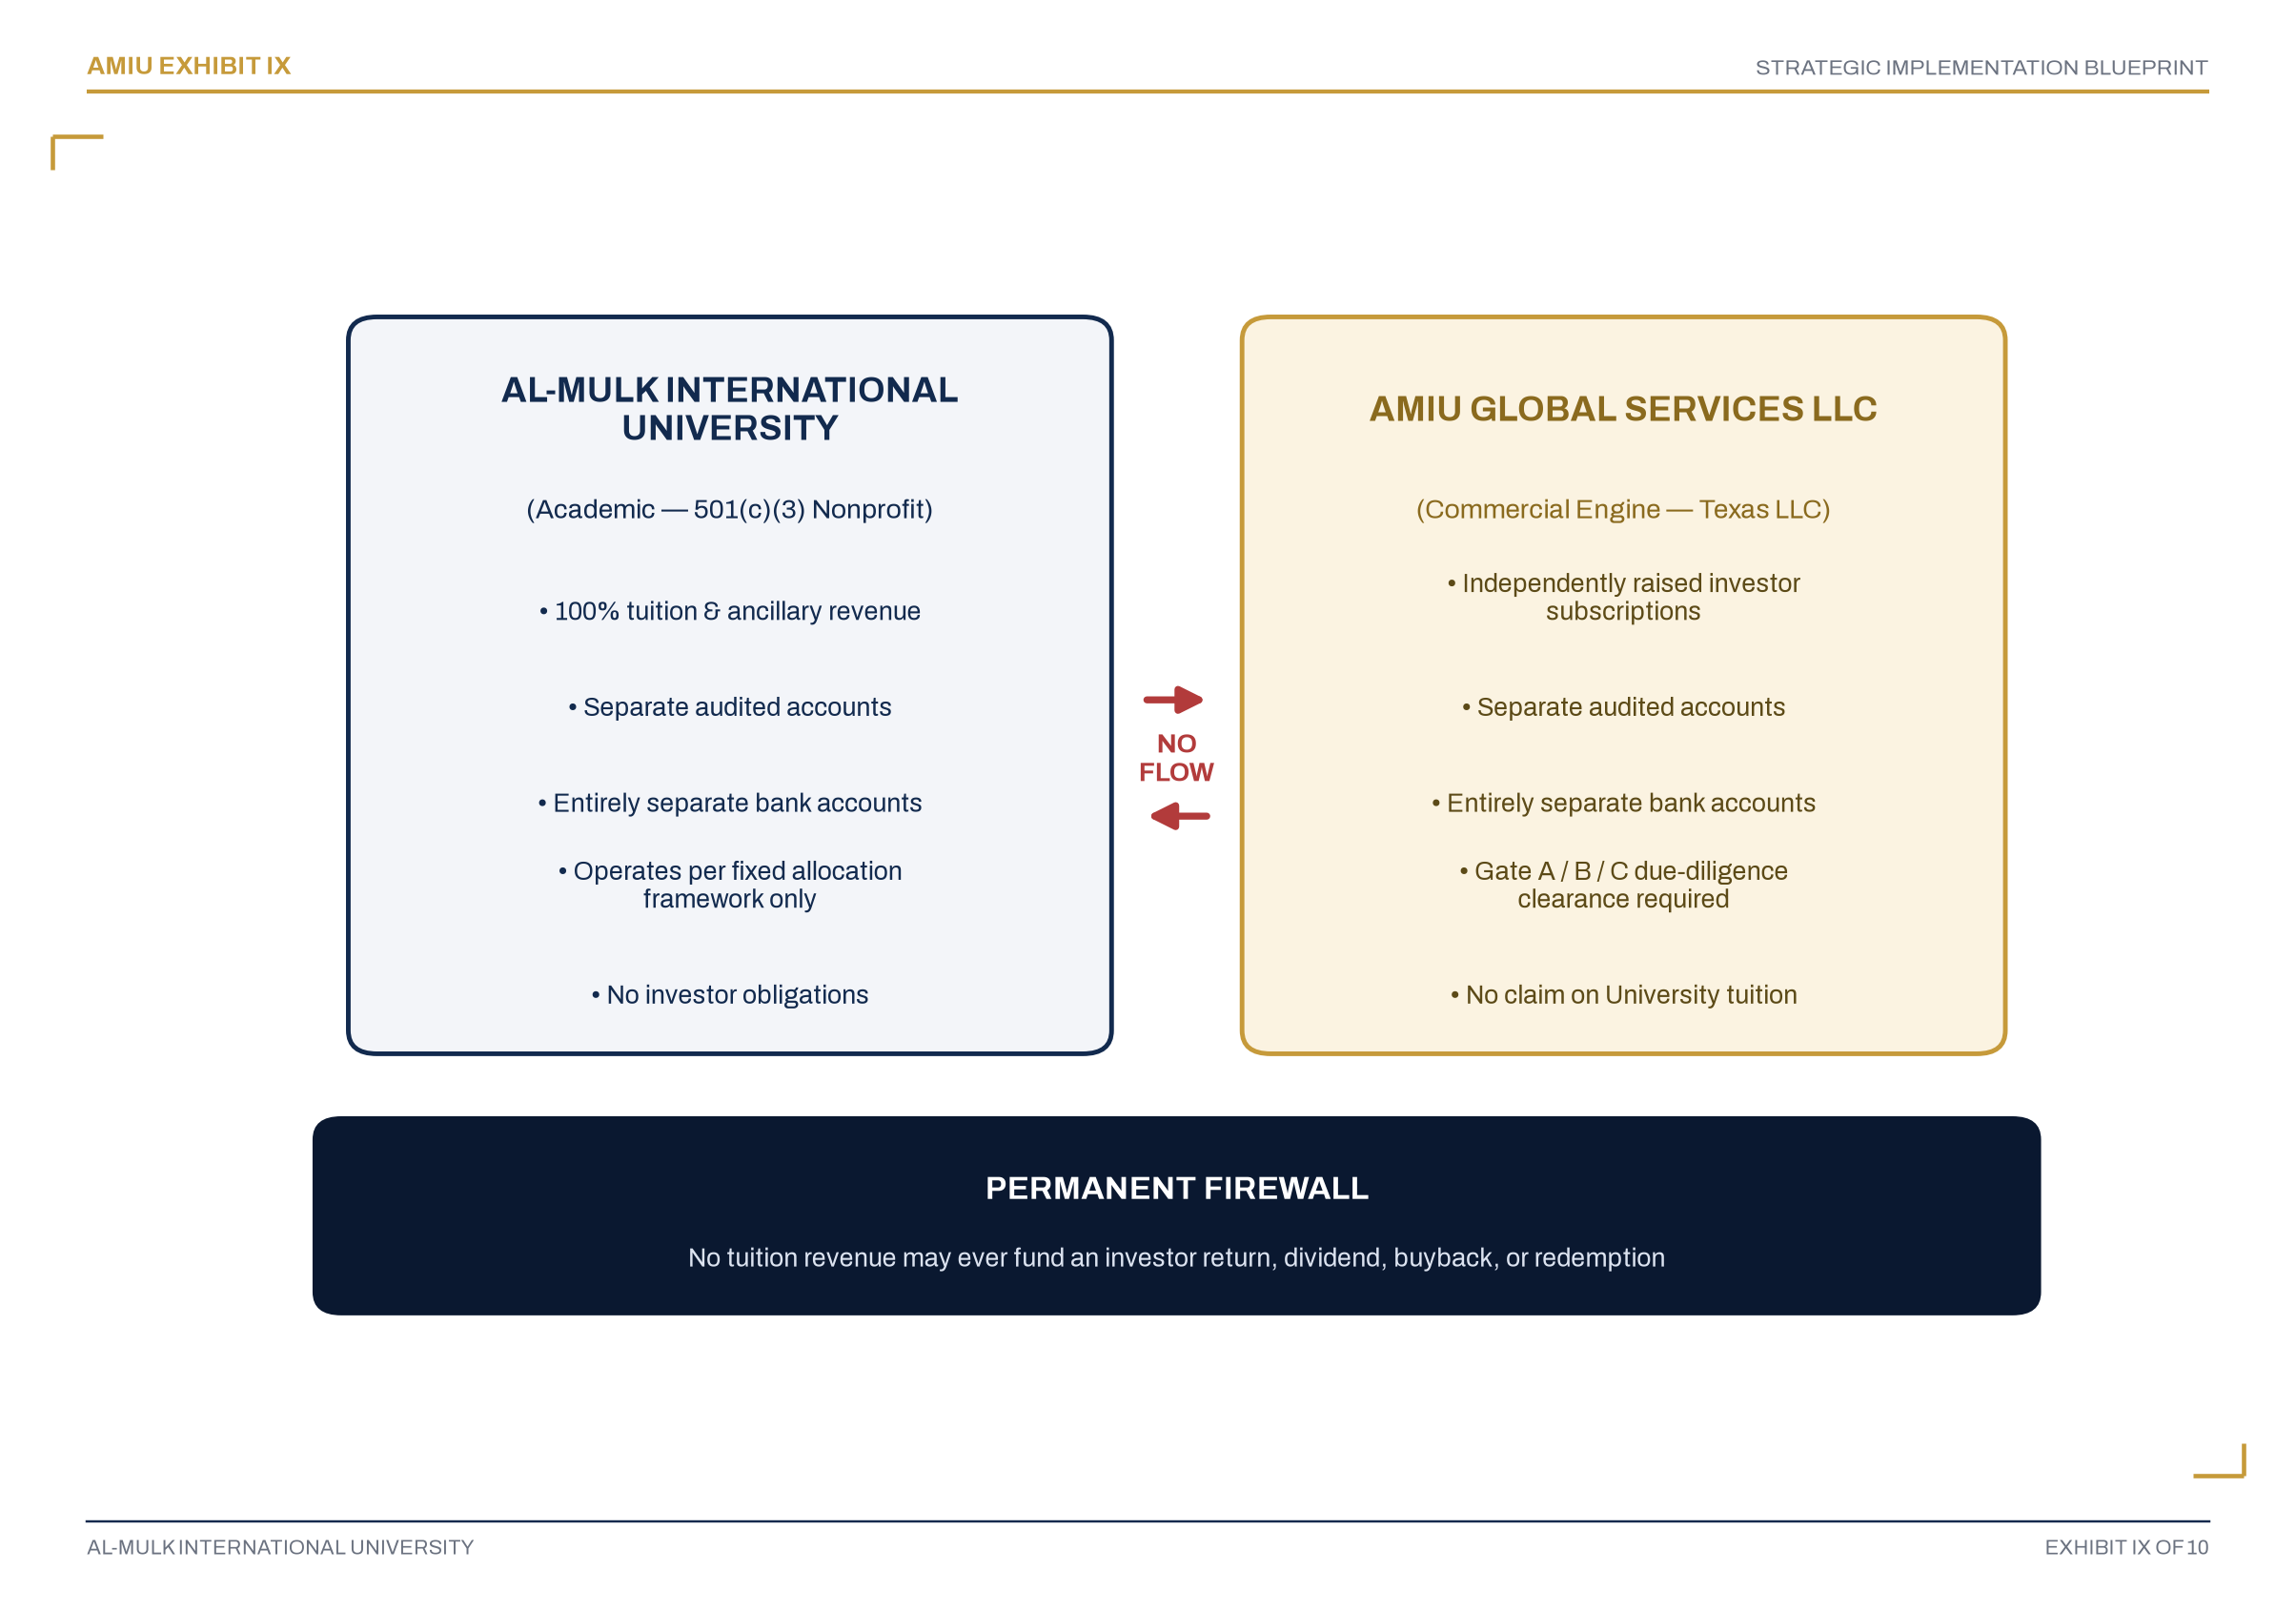 AMIU EXHIBIT IX
STRATEGIC IMPLEMENTATION BLUEPRINT
AL-MULK INTERNATIONAL
UNIVERSITY
(Academic — 501(c)(3) Nonprofit)
• 100% tuition & ancillary revenue
• Separate audited accounts
• Entirely separate bank accounts
• Operates per fixed allocation
framework only
• No investor obligations
NO
FLOW
AMIU GLOBAL SERVICES LLC
(Commercial Engine — Texas LLC)
• Independently raised investor
subscriptions
• Separate audited accounts
• Entirely separate bank accounts
• Gate A / B / C due-diligence
clearance required
• No claim on University tuition
PERMANENT FIREWALL
No tuition revenue may ever fund an investor return, dividend, buyback, or redemption
AL-MULK INTERNATIONAL UNIVERSITY
EXHIBIT IX OF 10